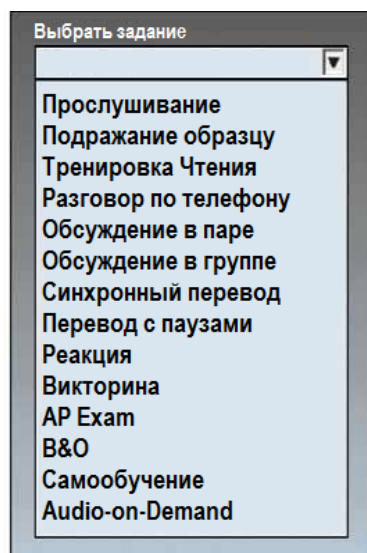 Выбрать задание
Прослушивание
Подражание образцу
Тренировка Чтения
Разговор по телефону
Обсуждение в паре
Обсуждение в группе
Синхронный перевод
Перевод с паузами
Реакция
Викторина
AP Exam
В&О
Самообучение
Audio-on-Demand